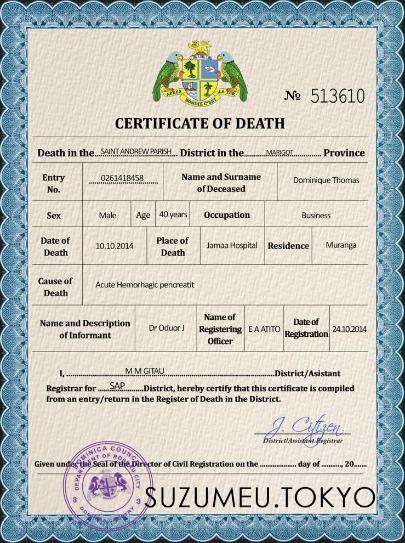 APRES BONDIE C'EST LA TER
№ 513610
CERTIFICATE OF DEATH
Death in the SAINT ANDREW PARISH District in the MARIGOT Province
Entry No. 0261418458 Name and Surname of Deceased Dominique Thomas
Sex Male Age 40 years Occupation Business
Date of Death 10.10.2014 Place of Death Jamaa Hospital Residence Muranga
Cause of Death Acute Hemorhagic pencreatit
Name and Description of Informant Dr Oduor J Name of Registering Officer E A ATITO Date of Registration 24.10.2014
I, M M GITAU District/Asistant
Registrar for SAP District, hereby certify that this certificate is compiled
from an entry/return in the Register of Death in the District.
J. Citizen
District/Assistant Registrar
Given under the Seal of the Director of Civil Registration on the ............ day of ............, 20......
DOMINICA COUNCIL
SUZUMEU.TOKYO